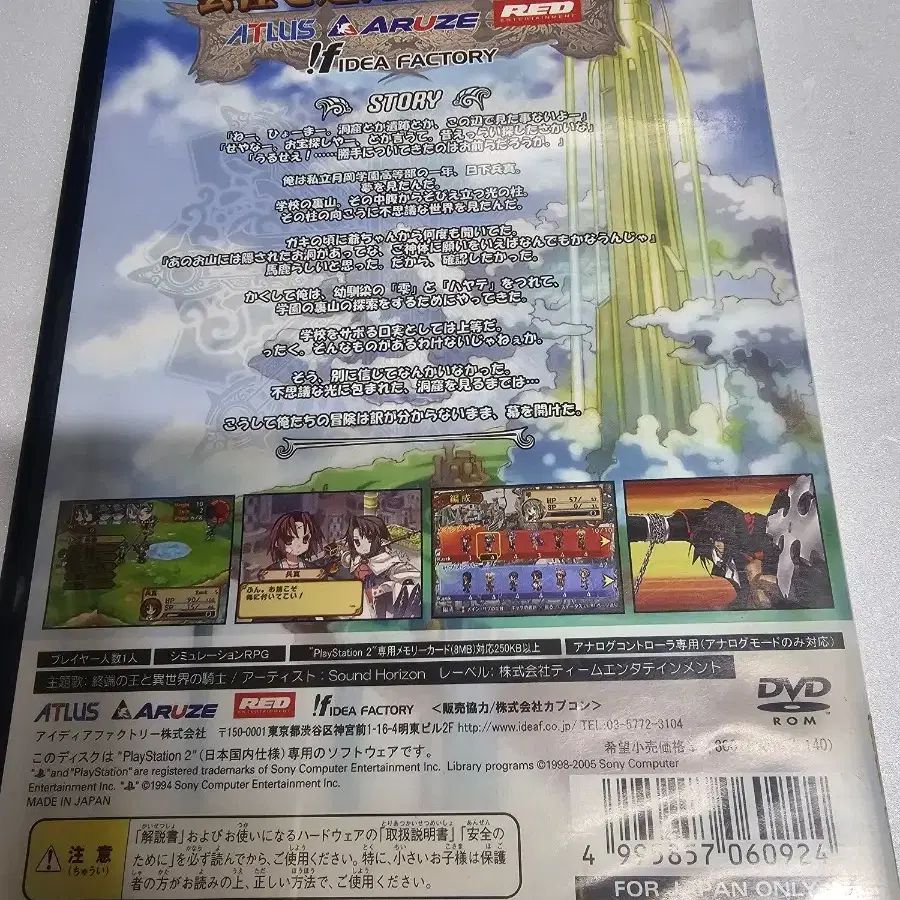 ATLUS ARUZE RED ENTERTAINMENT
IDEA FACTORY
STORY
『ねー、ひょーまー。洞窟とか遺跡とか、この辺で見た事ないよー』
『せやなー、お宝探しやー、とか言うて、えらい探したさかいな』
『うるせえ!……勝手についてきたのはお前らだろうが。』
俺は私立月岡学園高等部の一年、日下兵真。
夢を見たんだ。
学校の裏山、その中腹からそびえ立つ光の柱。
その柱の向こうに不思議な世界を見たんだ。
ガキの頃に爺ちゃんから何度も聞いてた。
『あのお山には隠されたお洞があってな、ご神体に願いをいえばなんでもかなうんじゃ』
馬鹿らしいと思った。だから、確認したかった。
かくして俺は、幼馴染の「雫」と「ハヤテ」をつれて、
学園の裏山の探索をするためにやってきた。
学校をサボる口実としては上等だ。
ったく、そんなものがあるわけないじゃねぇか。
そう、別に信じてなんかいなかった。
不思議な光に包まれた、洞窟を見るまでは…
こうして俺たちの冒険は訳が分からないまま、幕を開けた。
編成
兵真
ふん。お前こそ
俺に付いてこい!
プレイヤー人数1人
シミュレーションRPG
"PlayStation 2"専用メモリーカード(8MB)対応250KB以上
アナログコントローラ専用(アナログモードのみ対応)
主題歌:終端の王と異世界の騎士 / アーティスト:Sound Horizon レーベル:株式会社ティームエンタテインメント
ATLUS ARUZE RED ENTERTAINMENT IDEA FACTORY <販売協力/株式会社カプコン>
DVD
ROM
アイディアファクトリー株式会社 〒150-0001東京都渋谷区神宮前1-16-4明東ビル2F http://www.ideaf.co.jp/ TEL:03-5772-3104
このディスクは"PlayStation 2"(日本国内仕様)専用のソフトウェアです。
希望小売価格
"and "PlayStation" are registered trademarks of Sony Computer Entertainment Inc. Library programs ©1998-2005 Sony Computer
Entertainment Inc. " " ©1994 Sony Computer Entertainment Inc.
MADE IN JAPAN
注意
(ちゅうい)
「解説書」およびお使いになるハードウェアの「取扱説明書」「安全の
ために」を必ず読んでから、ご使用ください。特に、小さいお子様は保護
者の方がお読みの上、正しい方法で、ご使用ください。
4 995857 060924
FOR JAPAN ONLY